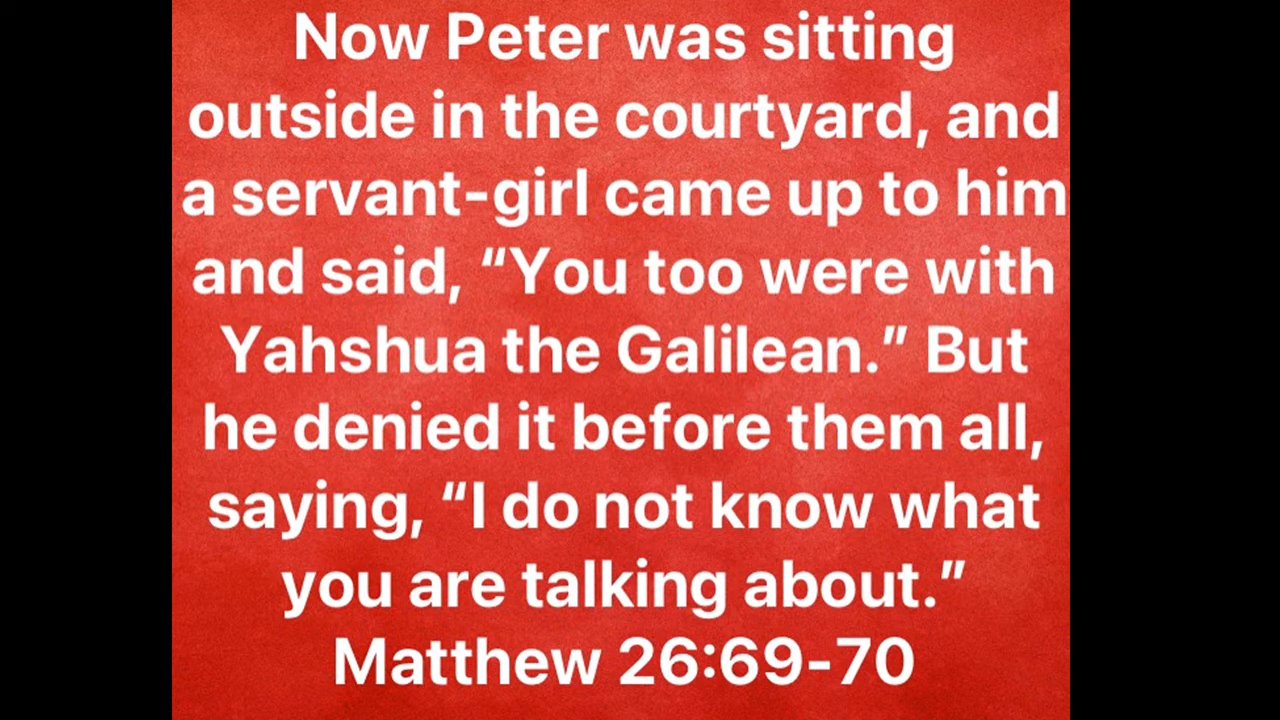 Now Peter was sitting
outside in the courtyard, and
a servant-girl came up to him
and said, “You too were with
Yahshua the Galilean.” But
he denied it before them all,
saying, “I do not know what
you are talking about.”
Matthew 26:69-70